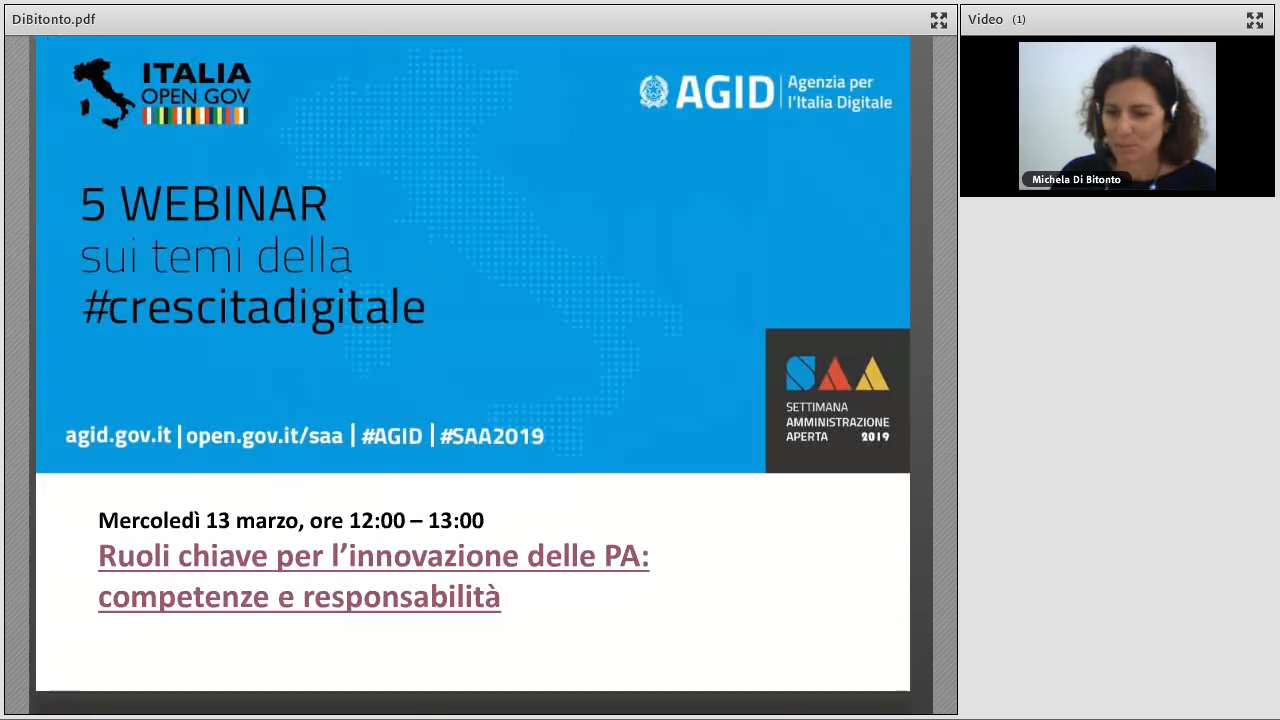 DiBitonto.pdf
Video (1)
ITALIA
OPEN GOV
AGID
Agenzia per
l'Italia Digitale
Michela Di Bitonto
5 WEBINAR
sui temi della
#crescitadigitale
SAA
SETTIMANA
AMMINISTRAZIONE
APERTA 2019
agid.gov.it | open.gov.it/saa | #AGID | #SAA2019
Mercoledì 13 marzo, ore 12:00 – 13:00
Ruoli chiave per l’innovazione delle PA:
competenze e responsabilità